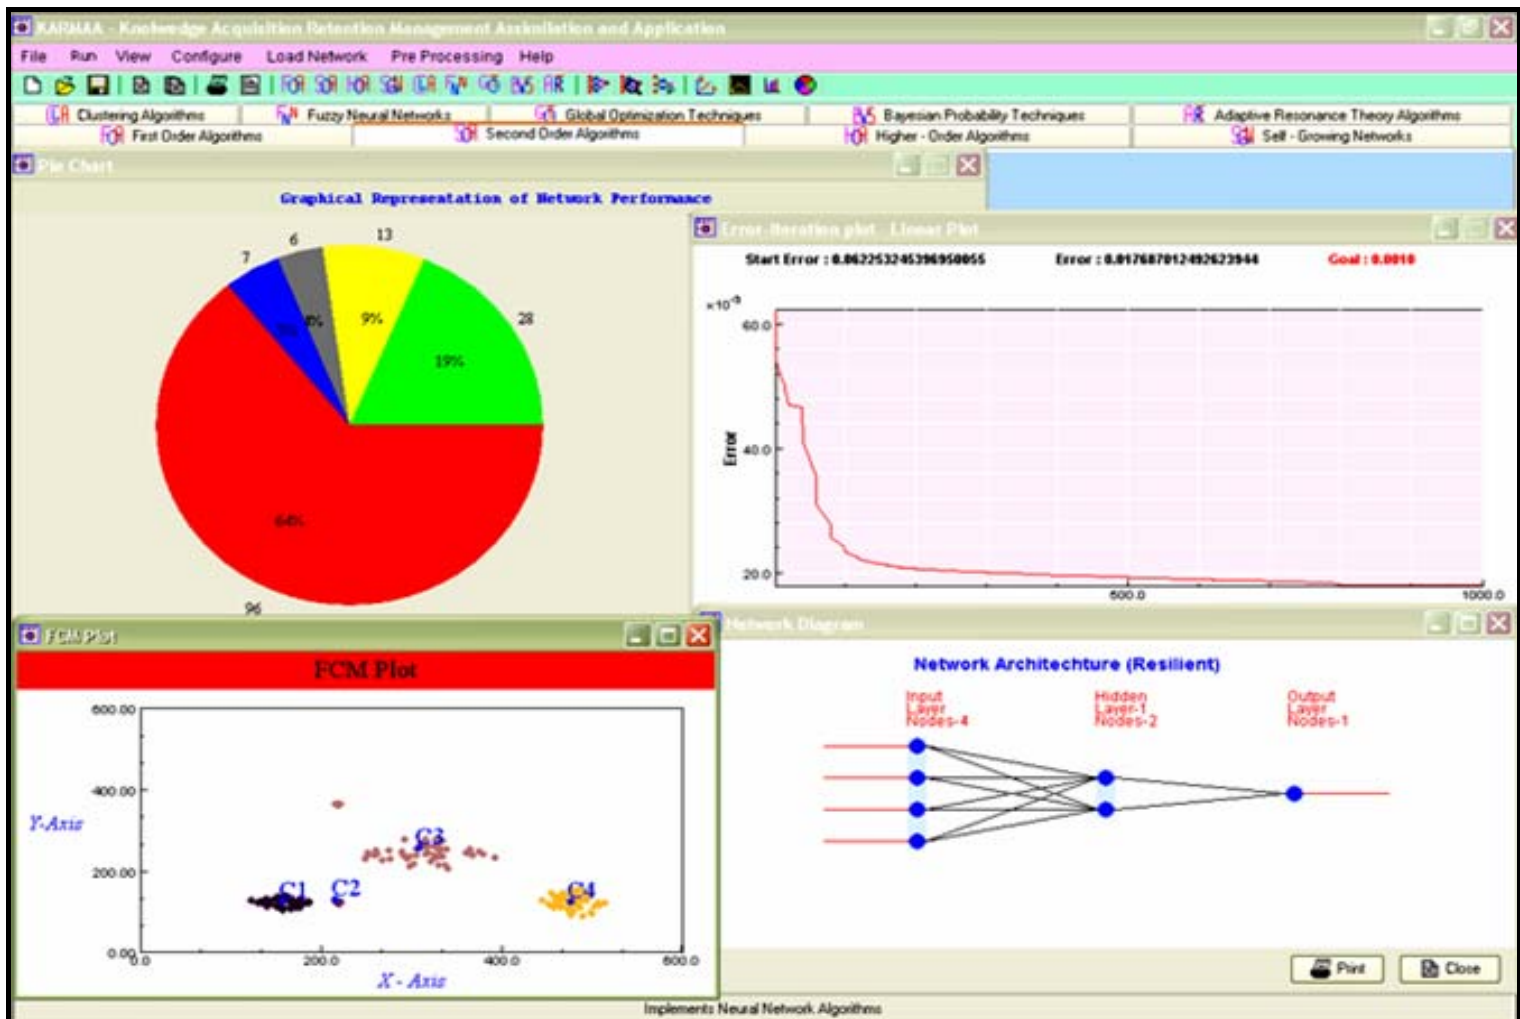 KARMAA - Knolwedge Acquisition Retention Management Assimilation and Application
File Run View Configure Load Network Pre Processing Help
Clustering Algorithms Fuzzy Neural Networks Global Optimization Techniques Bayesian Probability Techniques Adaptive Resonance Theory Algorithms
First Order Algorithms Second Order Algorithms Higher - Order Algorithms Self - Growing Networks
Pie Chart
Graphical Representation of Network Performance
6 13
7
4% 9%
28
19%
64%
96
Error-Iteration plot Linear Plot
Start Error : 0.062253245396950055 Error : 0.017687012492623944 Goal : 0.0010
×10⁻³
60.0
Error
40.0
20.0
500.0 1000.0
FCM Plot
FCM Plot
600.00
400.00
Y-Axis
C3
200.00
C1 C2 C4
0.00
0.0 200.0 400.0 600.0
X - Axis
Network Diagram
Network Architechture (Resilient)
Input Hidden Output
Layer Layer-1 Layer
Nodes-4 Nodes-2 Nodes-1
Print Close
Implements Neural Network Algorithms